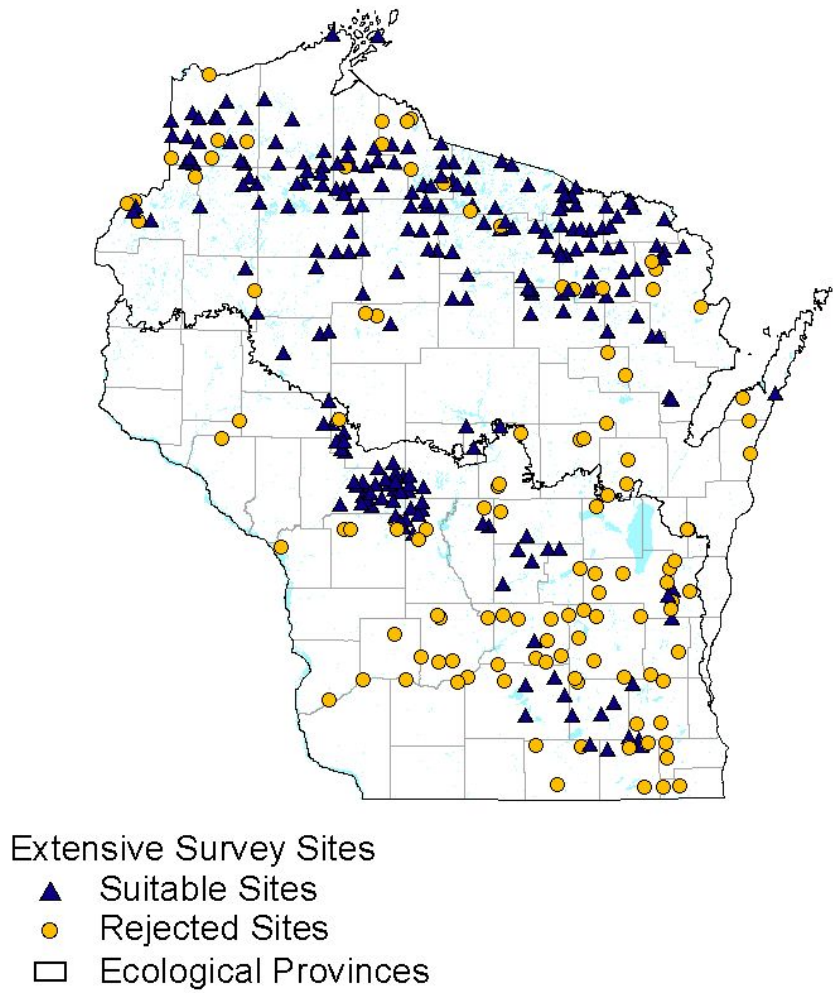 Extensive Survey Sites
Suitable Sites
Rejected Sites
Ecological Provinces